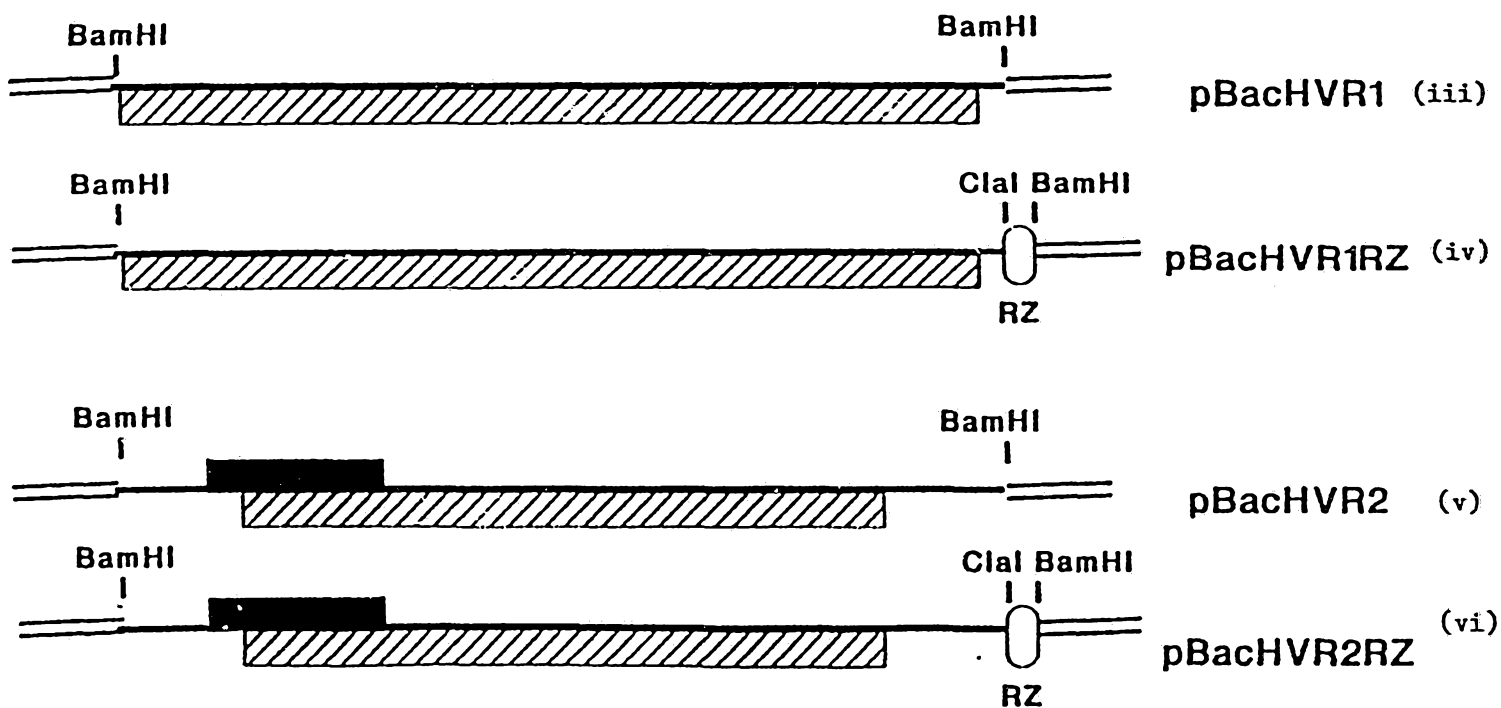 BamHI BamHI
pBacHVR1 (iii)
BamHI ClaI BamHI
pBacHVR1RZ (iv)
RZ
BamHI BamHI
pBacHVR2 (v)
BamHI ClaI BamHI
pBacHVR2RZ (vi)
RZ